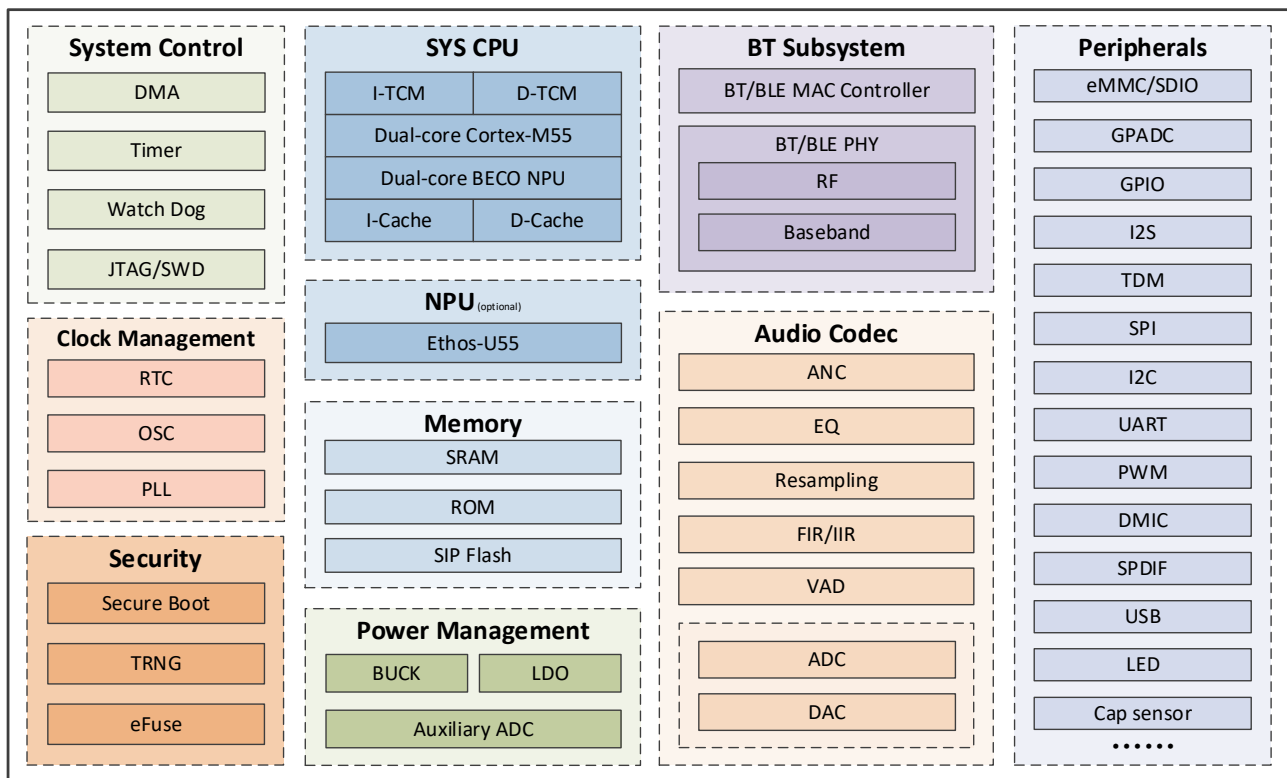 System Control
DMA
Timer
Watch Dog
JTAG/SWD
Clock Management
RTC
OSC
PLL
Security
Secure Boot
TRNG
eFuse
SYS CPU
I-TCM D-TCM
Dual-core Cortex-M55
Dual-core BECO NPU
I-Cache D-Cache
NPU (optional)
Ethos-U55
Memory
SRAM
ROM
SIP Flash
Power Management
BUCK LDO
Auxiliary ADC
BT Subsystem
BT/BLE MAC Controller
BT/BLE PHY
RF
Baseband
Audio Codec
ANC
EQ
Resampling
FIR/IIR
VAD
ADC
DAC
Peripherals
eMMC/SDIO
GPADC
GPIO
I2S
TDM
SPI
I2C
UART
PWM
DMIC
SPDIF
USB
LED
Cap sensor
......